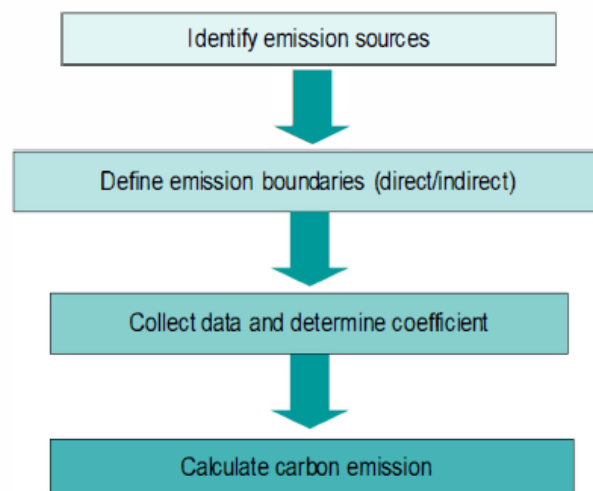 Identify emission sources
Define emission boundaries (direct/indirect)
Collect data and determine coefficient
Calculate carbon emission